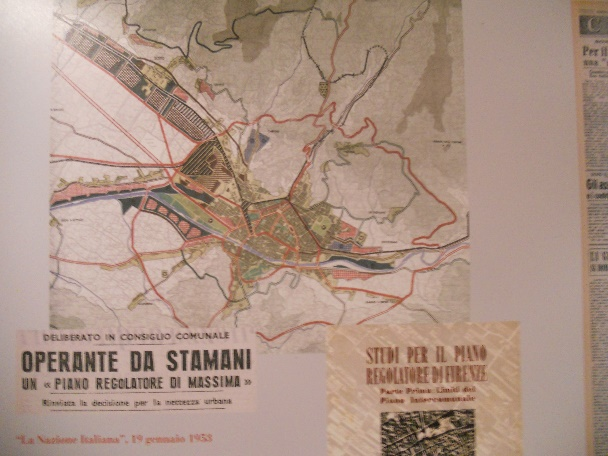 DELIBERATO IN CONSIGLIO COMUNALE
OPERANTE DA STAMANI
UN « PIANO REGOLATORE DI MASSIMA »
Rinviata la decisione per la nettezza urbana
"La Nazione Italiana", 19 gennaio 1953
STUDI PER IL PIANO
REGOLATORE DI FIRENZE
Parte Prima: Limiti del
Piano Intercomunale
Per il